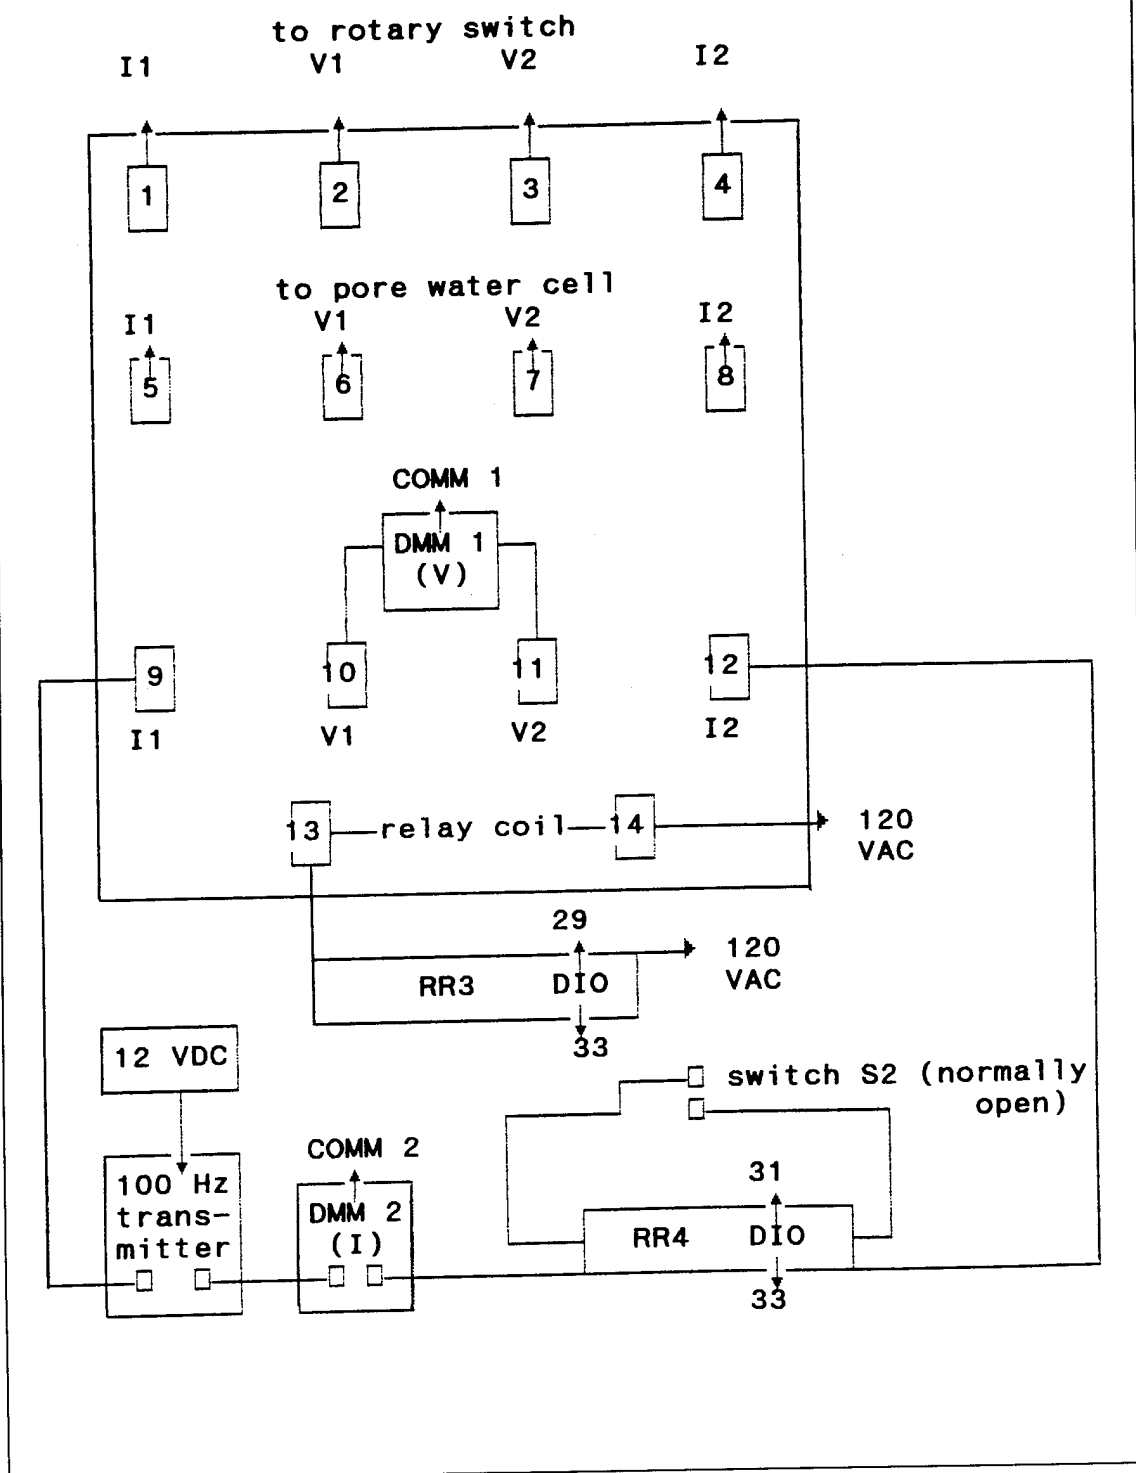 to rotary switch
I1 V1 V2 I2
1 2 3 4
to pore water cell
I1 V1 V2 I2
5 6 7 8
COMM 1
DMM 1
(V)
9 10 11 12
I1 V1 V2 I2
13 relay coil 14
120
VAC
29
120
VAC
RR3 DIO
33
12 VDC
switch S2 (normally
open)
COMM 2
31
100 Hz
trans-
mitter
DMM 2
(I)
RR4 DIO
33